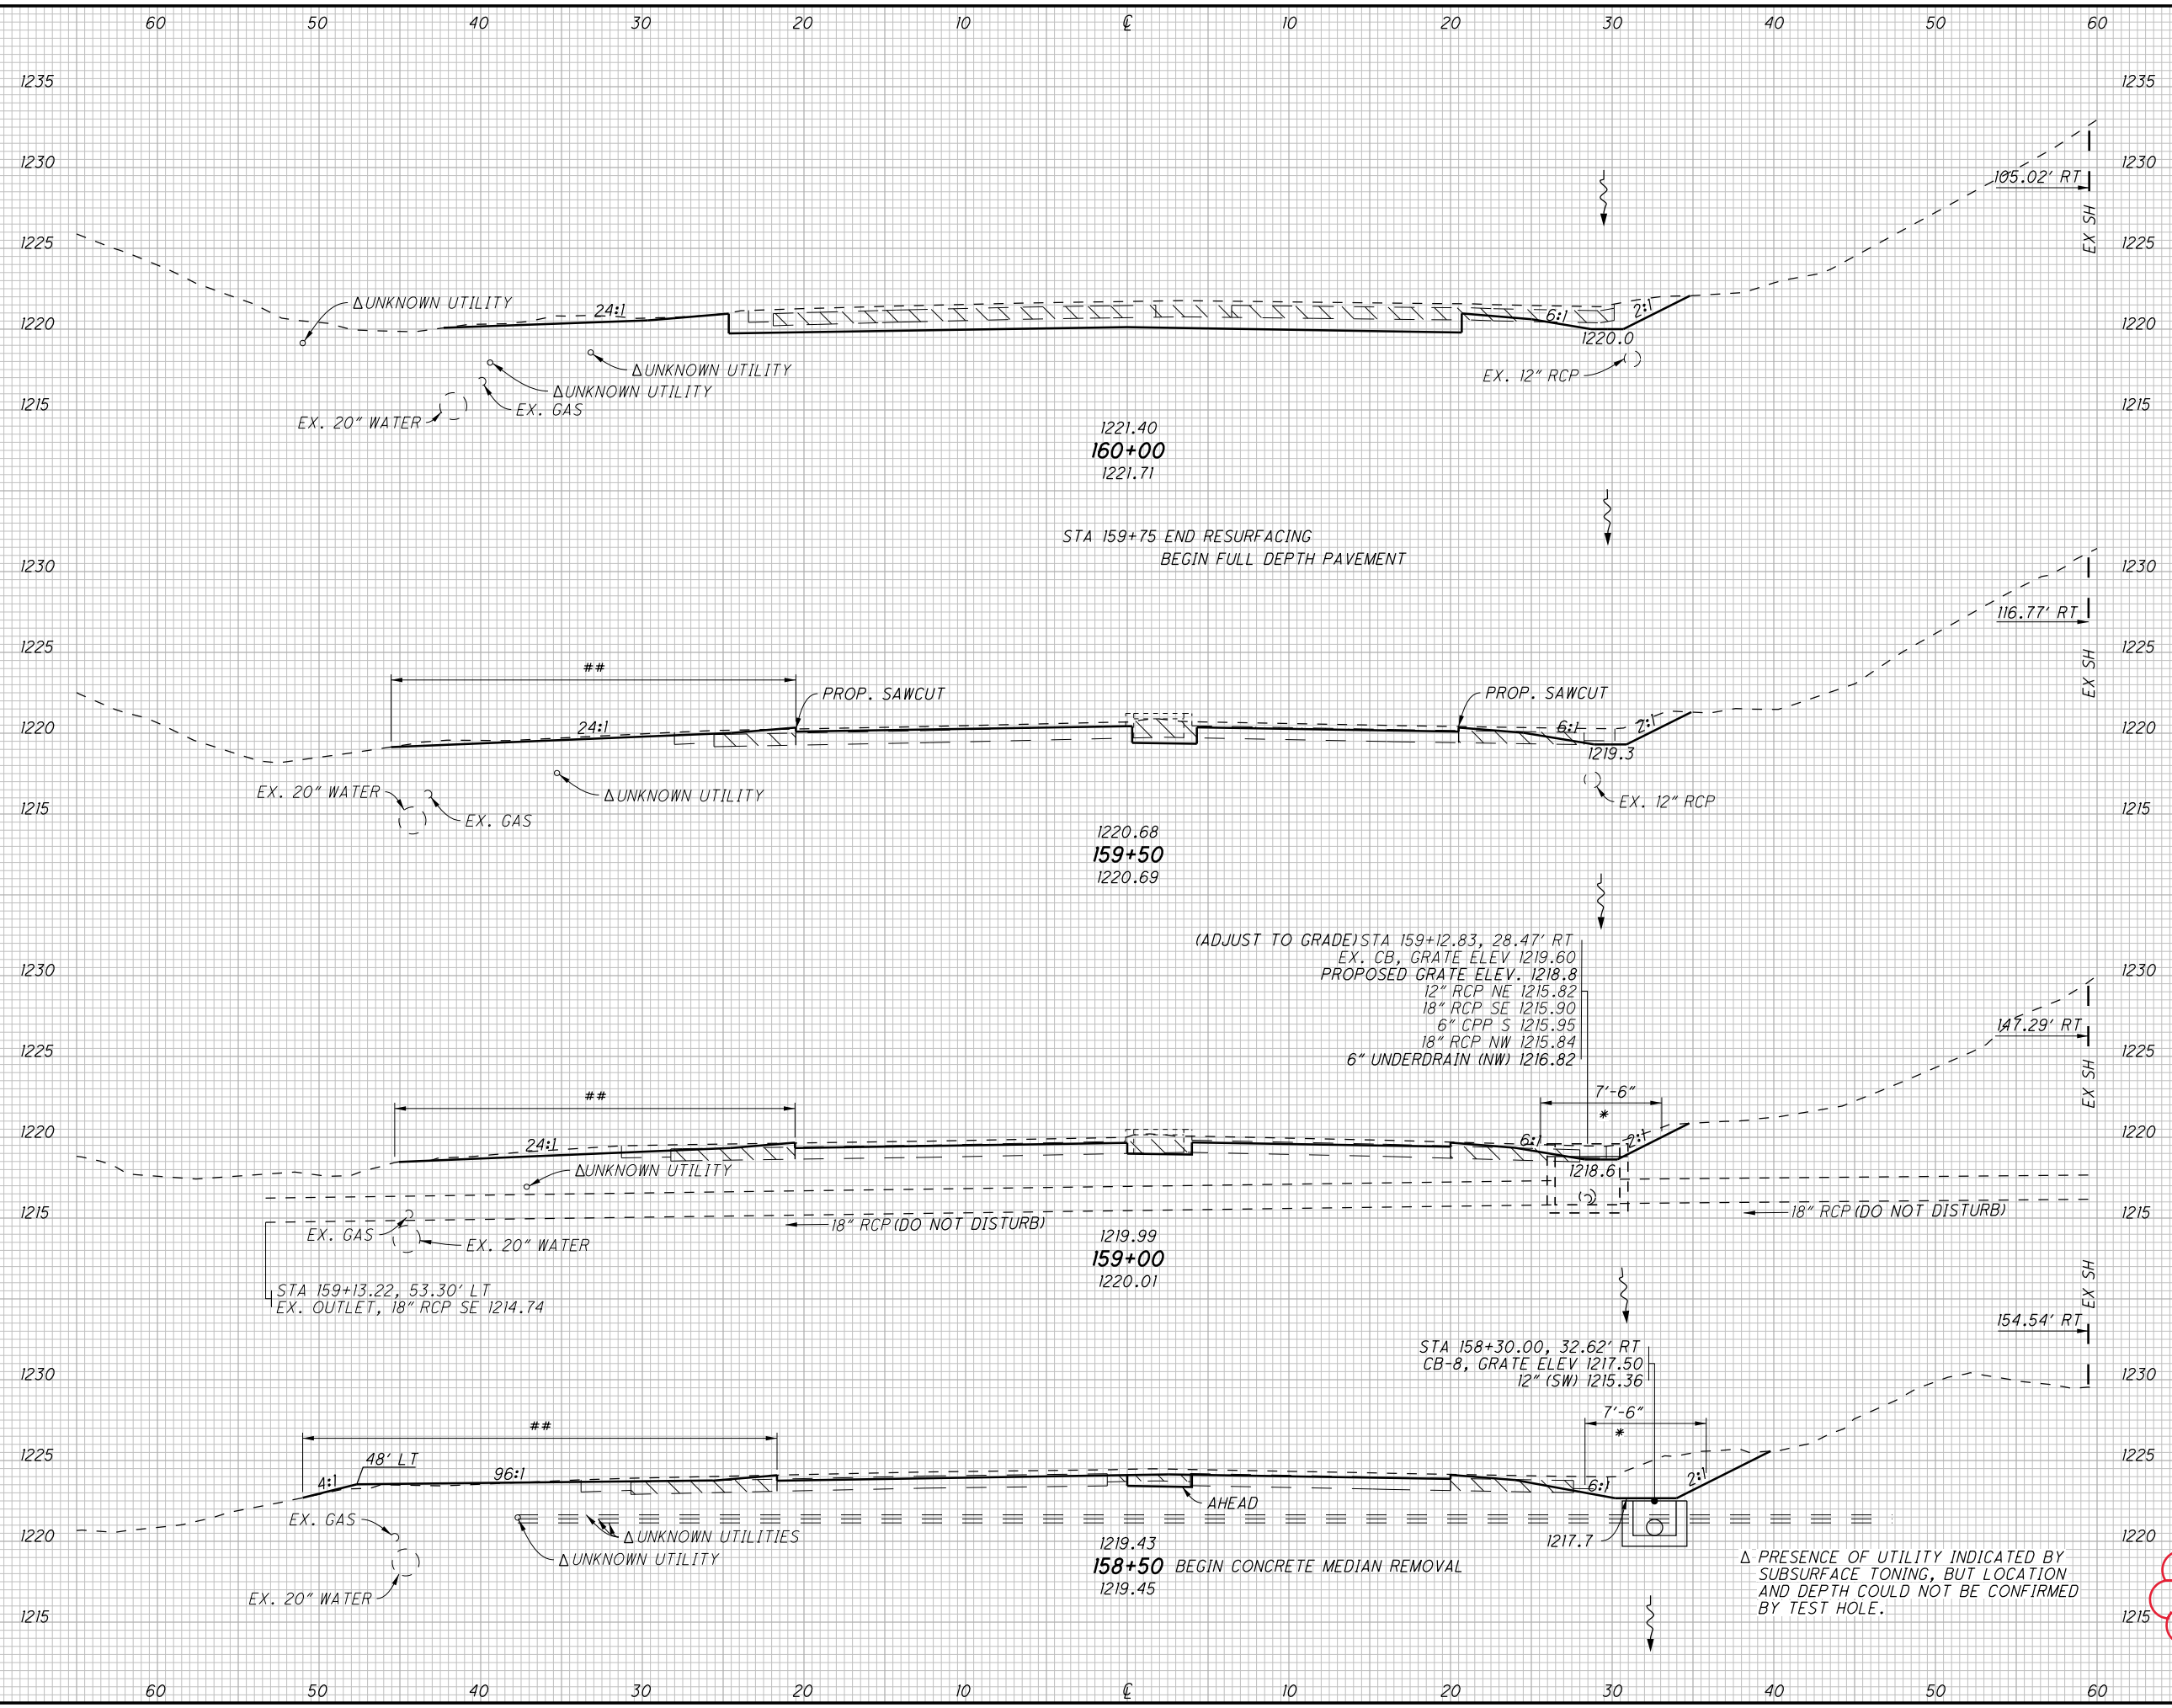 60 50 40 30 20 10 ℄ 10 20 30 40 50 60
1235 1235
1230 1230
105.02' RT
EX SH
1225 1225
Δ UNKNOWN UTILITY
24:1
6:1
2:1
1220 1220
1220.0
Δ UNKNOWN UTILITY
EX. 12" RCP
Δ UNKNOWN UTILITY
EX. GAS
1215 1215
EX. 20" WATER
1221.40
160+00
1221.71
STA 159+75 END RESURFACING
BEGIN FULL DEPTH PAVEMENT
1230 1230
116.77' RT
1225 1225
EX SH
##
PROP. SAWCUT
PROP. SAWCUT
1220 1220
24:1
6:1
2:1
1219.3
EX. 20" WATER
Δ UNKNOWN UTILITY
EX. 12" RCP
1215 1215
EX. GAS
1220.68
159+50
1220.69
(ADJUST TO GRADE) STA 159+12.83, 28.47' RT
EX. CB, GRATE ELEV 1219.60
1230 1230
PROPOSED GRATE ELEV. 1218.8
12" RCP NE 1215.82
18" RCP SE 1215.90
6" CPP S 1215.95
147.29' RT
18" RCP NW 1215.84
1225 1225
6" UNDERDRAIN (NW) 1216.82
EX SH
##
7'-6"
*
1220 1220
24:1
6:1
2:1
Δ UNKNOWN UTILITY
1218.6
1215 1215
18" RCP (DO NOT DISTURB)
18" RCP (DO NOT DISTURB)
EX. GAS
EX. 20" WATER
1219.99
159+00
1220.01
STA 159+13.22, 53.30' LT
EX. OUTLET, 18" RCP SE 1214.74
EX SH
154.54' RT
STA 158+30.00, 32.62' RT
CB-8, GRATE ELEV 1217.50
1230 1230
12" (SW) 1215.36
7'-6"
##
*
1225 1225
48' LT
4:1
96:1
6:1
2:1
AHEAD
EX. GAS
1220 1220
Δ UNKNOWN UTILITIES
1217.7
Δ UNKNOWN UTILITY
1219.43
158+50 BEGIN CONCRETE MEDIAN REMOVAL
1219.45
EX. 20" WATER
Δ PRESENCE OF UTILITY INDICATED BY
SUBSURFACE TONING, BUT LOCATION
AND DEPTH COULD NOT BE CONFIRMED
BY TEST HOLE.
1215 1215
60 50 40 30 20 10 ℄ 10 20 30 40 50 60